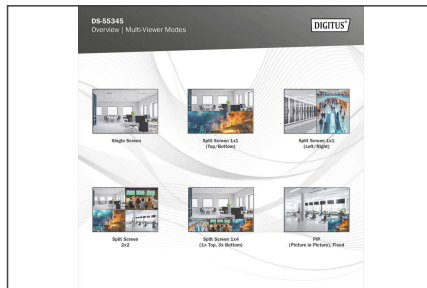 DS-55345
Overview | Multi-Viewer Modes
DIGITUS®
Single Screen
Split Screen 1x1
(Top/Bottom)
Split Screen 1x1
(Left/Right)
Split Screen
2x2
Split Screen 1x4
(1x Top, 3x Bottom)
PIP
(Picture in Picture), Fixed